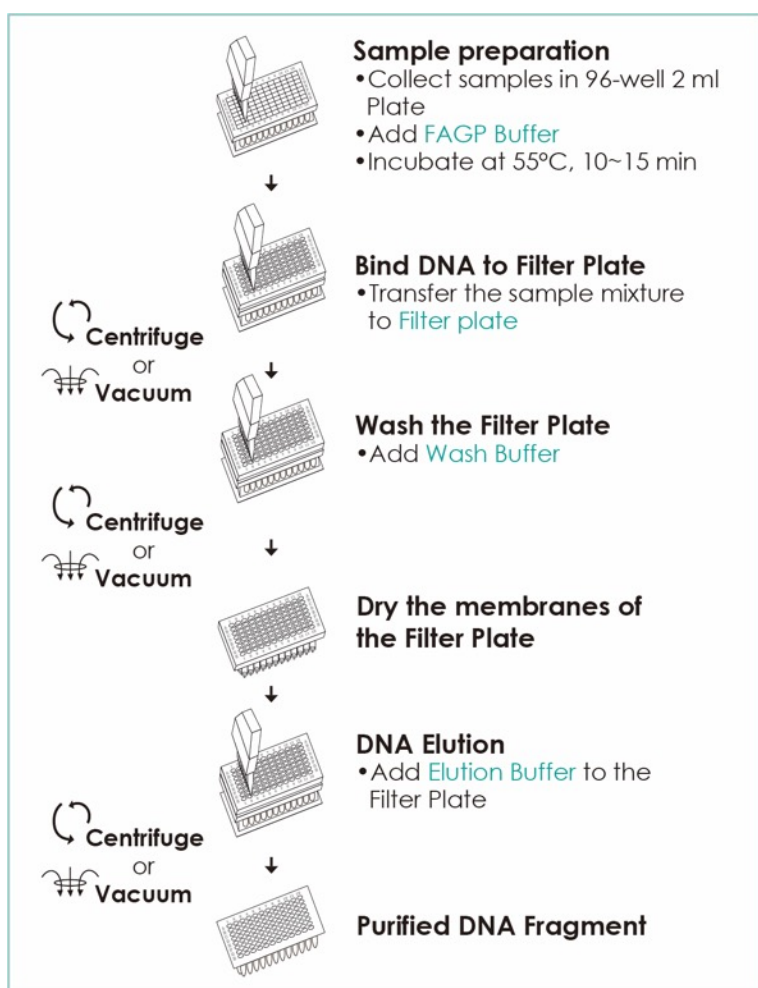 Sample preparation
•Collect samples in 96-well 2 ml
Plate
•Add FAGP Buffer
•Incubate at 55ºC, 10~15 min
Bind DNA to Filter Plate
•Transfer the sample mixture
to Filter plate
Centrifuge
or
Vacuum
Wash the Filter Plate
•Add Wash Buffer
Centrifuge
or
Vacuum
Dry the membranes of
the Filter Plate
DNA Elution
•Add Elution Buffer to the
Filter Plate
Centrifuge
or
Vacuum
Purified DNA Fragment